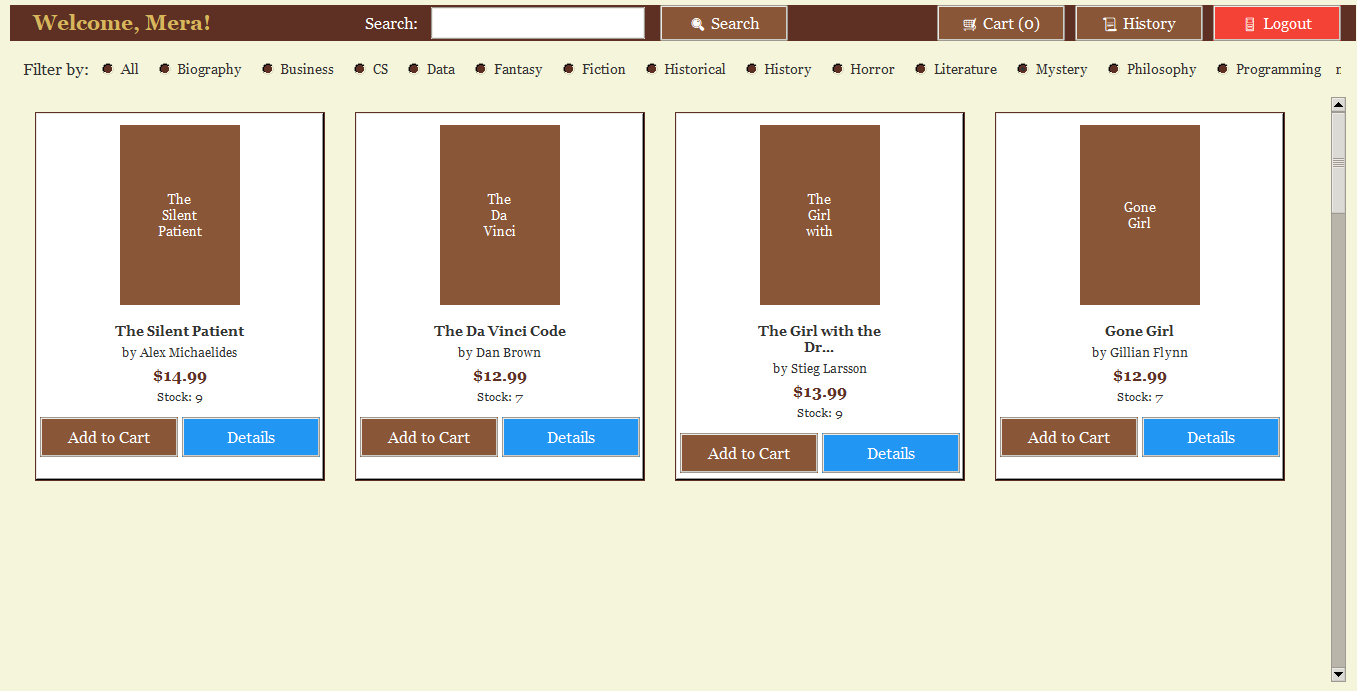 Welcome, Mera! Search: Search Cart (0) History Logout
Filter by: All Biography Business CS Data Fantasy Fiction Historical History Horror Literature Mystery Philosophy Programming
The
Silent
Patient
The Silent Patient
by Alex Michaelides
$14.99
Stock: 9
Add to Cart Details
The
Da
Vinci
The Da Vinci Code
by Dan Brown
$12.99
Stock: 7
Add to Cart Details
The
Girl
with
The Girl with the
Dr...
by Stieg Larsson
$13.99
Stock: 9
Add to Cart Details
Gone
Girl
Gone Girl
by Gillian Flynn
$12.99
Stock: 7
Add to Cart Details